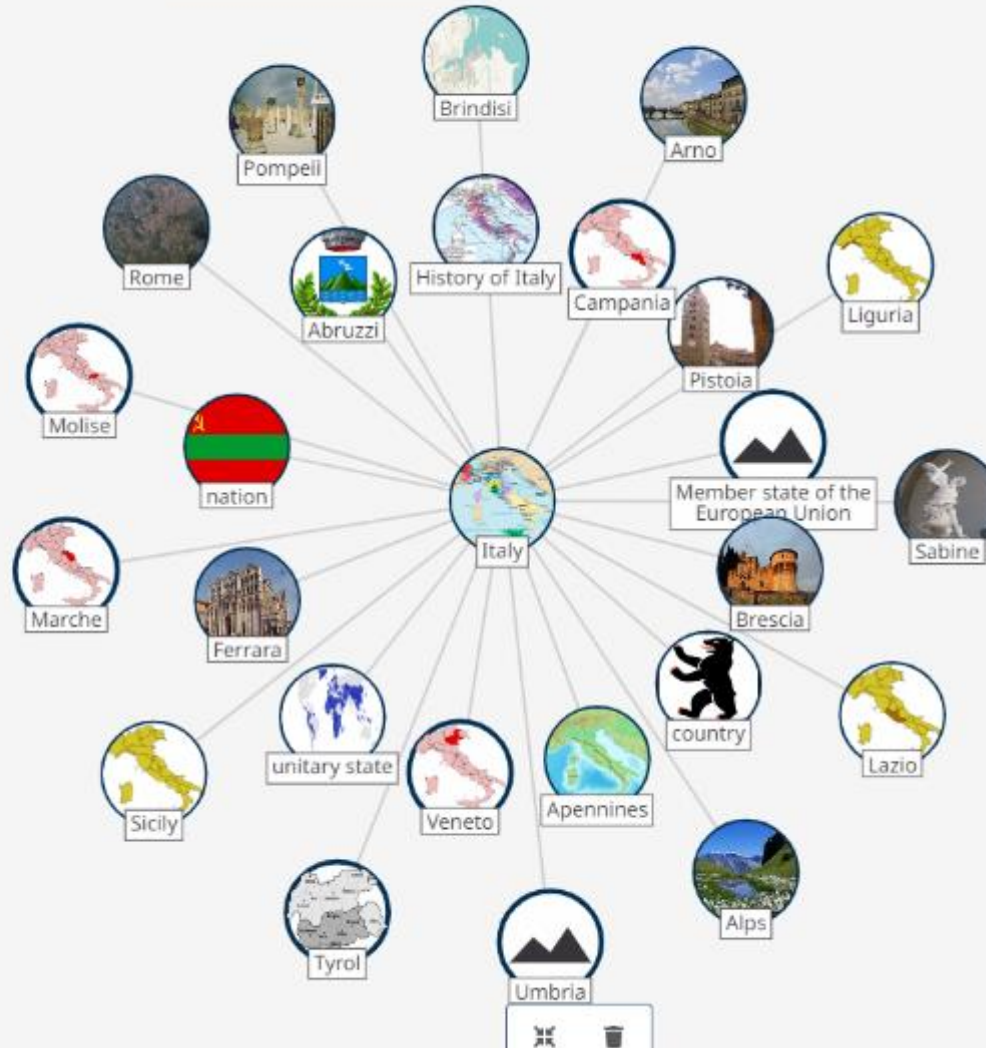 Brindisi
Arno
Pompeii
Rome
History of Italy
Campania
Liguria
Abruzzi
Pistoia
Molise
nation
Member state of the
European Union
Italy
Sabine
Marche
Ferrara
Brescia
country
unitary state
Lazio
Sicily
Veneto
Apennines
Alps
Tyrol
Umbria